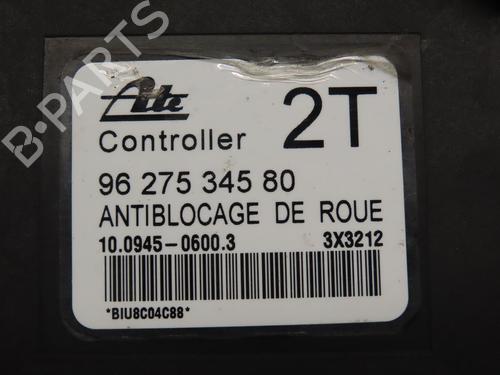 B-PARTS
Ate
2T
Controller
96 275 345 80
ANTIBLOCAGE DE ROUE
10.0945-0600.3 3X3212
*BIU8C04C88*